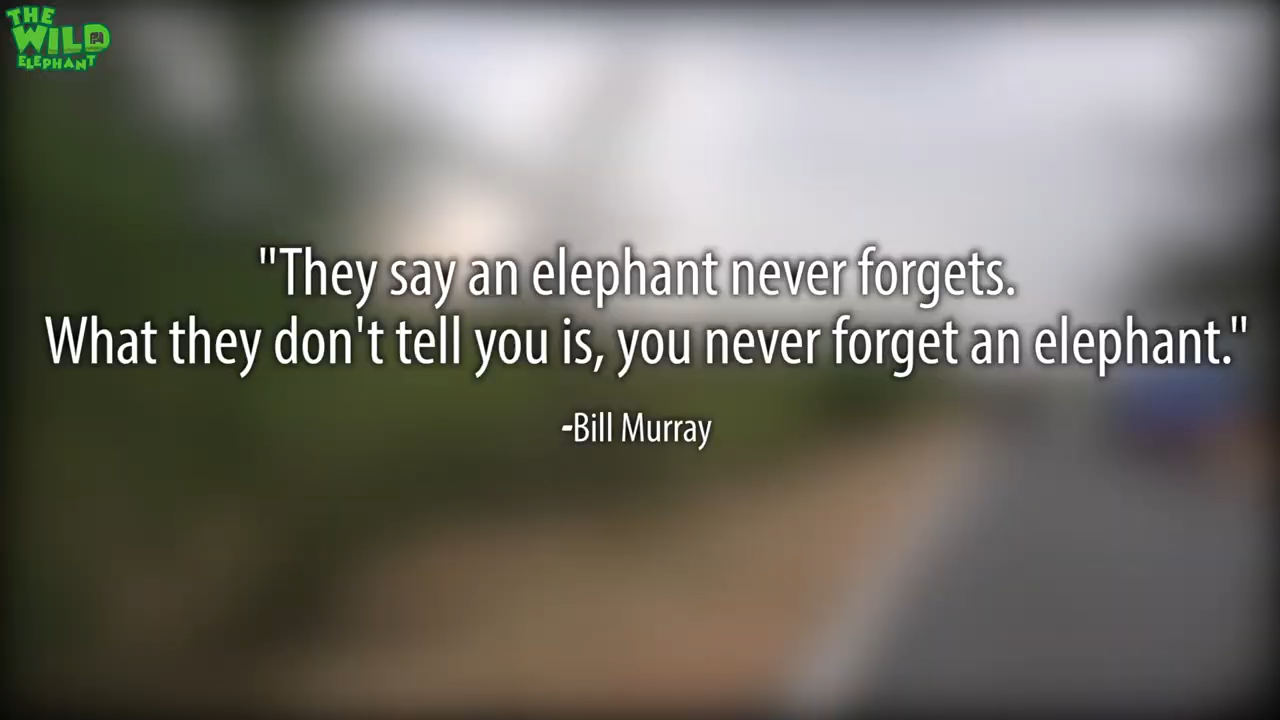 THE
WILD
ELEPHANT
"They say an elephant never forgets.
What they don't tell you is, you never forget an elephant."
-Bill Murray